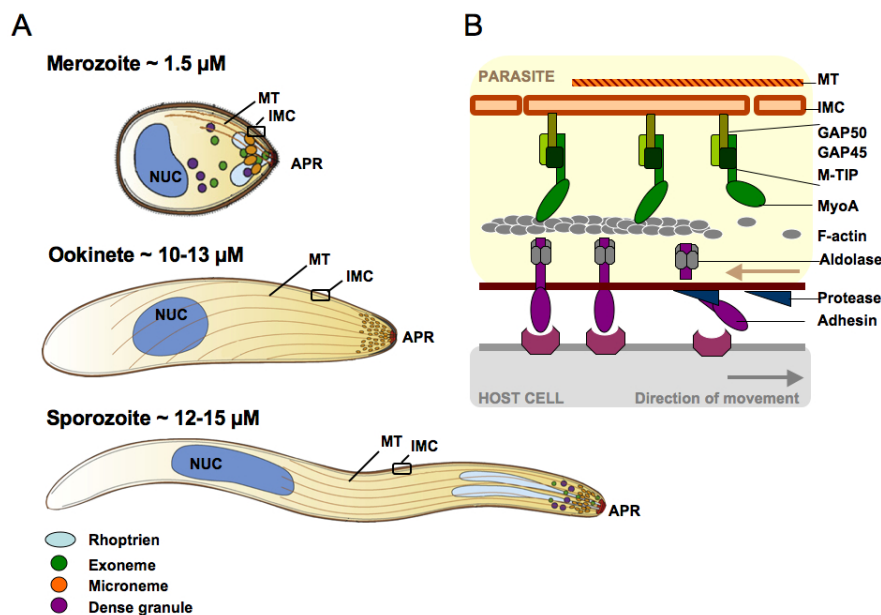 A
Merozoite ~ 1.5 µM
MT
IMC
NUC
APR
Ookinete ~ 10-13 µM
MT
IMC
NUC
APR
Sporozoite ~ 12-15 µM
MT
IMC
NUC
APR
Rhoptrien
Exoneme
Microneme
Dense granule
B
PARASITE
MT
IMC
GAP50
GAP45
M-TIP
MyoA
F-actin
Aldolase
Protease
Adhesin
HOST CELL
Direction of movement